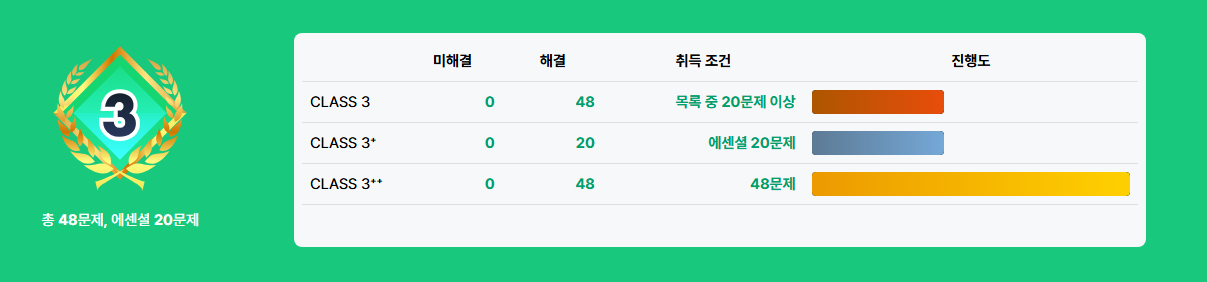 3
총 48문제, 에센셜 20문제
미해결 해결 취득 조건 진행도
CLASS 3 0 48 목록 중 20문제 이상
CLASS 3⁺ 0 20 에센셜 20문제
CLASS 3⁺⁺ 0 48 48문제